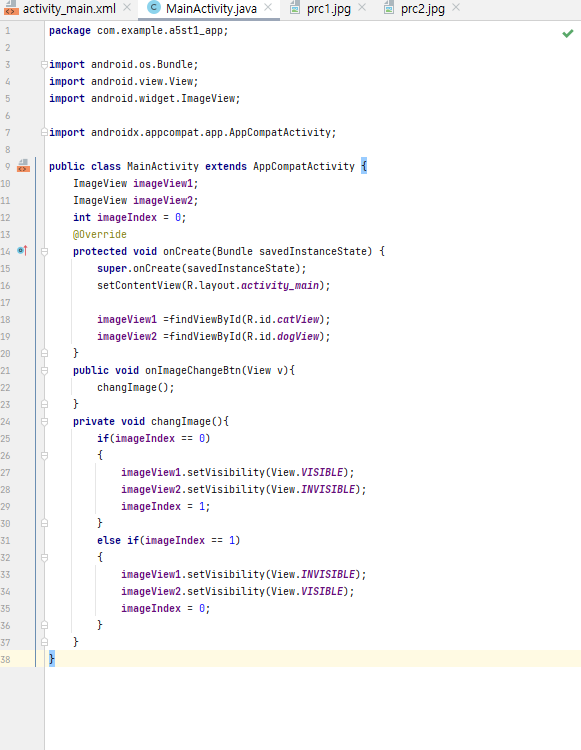 activity_main.xml MainActivity.java prc1.jpg prc2.jpg
1 package com.example.a5st1_app;
2
3 import android.os.Bundle;
4 import android.view.View;
5 import android.widget.ImageView;
6
7 import androidx.appcompat.app.AppCompatActivity;
8
9 public class MainActivity extends AppCompatActivity {
10 ImageView imageView1;
11 ImageView imageView2;
12 int imageIndex = 0;
13 @Override
14 protected void onCreate(Bundle savedInstanceState) {
15 super.onCreate(savedInstanceState);
16 setContentView(R.layout.activity_main);
17
18 imageView1 =findViewById(R.id.catView);
19 imageView2 =findViewById(R.id.dogView);
20 }
21 public void onImageChangeBtn(View v){
22 changImage();
23 }
24 private void changImage(){
25 if(imageIndex == 0)
26 {
27 imageView1.setVisibility(View.VISIBLE);
28 imageView2.setVisibility(View.INVISIBLE);
29 imageIndex = 1;
30 }
31 else if(imageIndex == 1)
32 {
33 imageView1.setVisibility(View.INVISIBLE);
34 imageView2.setVisibility(View.VISIBLE);
35 imageIndex = 0;
36 }
37 }
38 }